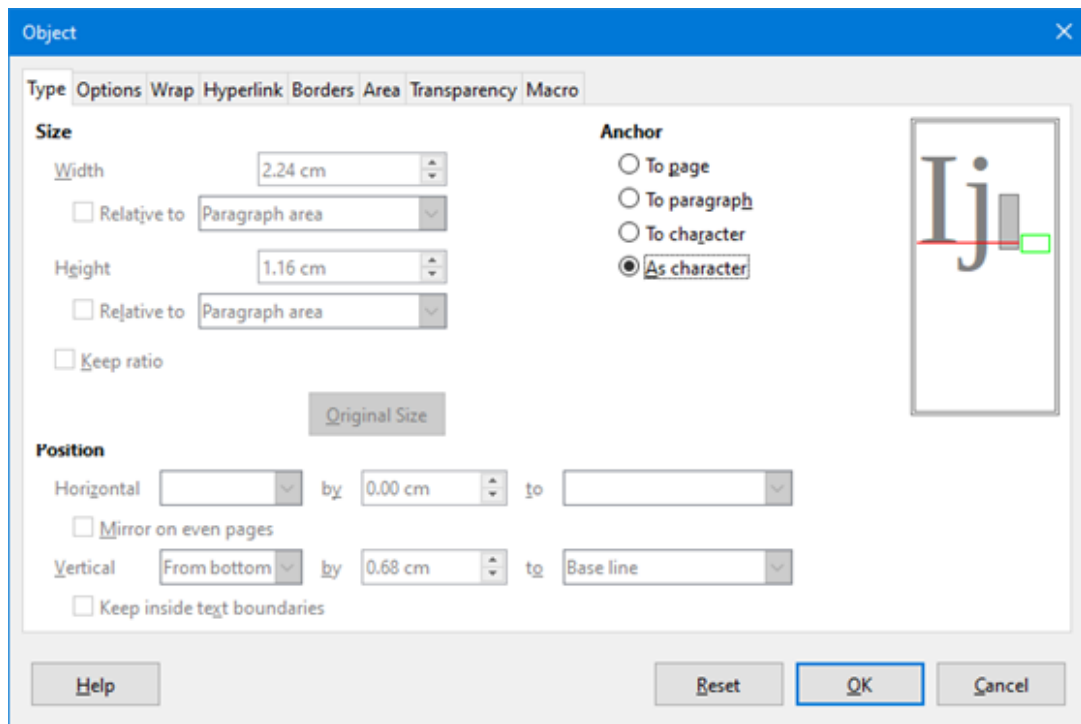 Object
Type Options Wrap Hyperlink Borders Area Transparency Macro
Size
Width 2.24 cm
Relative to Paragraph area
Height 1.16 cm
Relative to Paragraph area
Keep ratio
Original Size
Anchor
To page
To paragraph
To character
As character
Ij
Position
Horizontal by 0.00 cm to
Mirror on even pages
Vertical From bottom by 0.68 cm to Base line
Keep inside text boundaries
Help Reset OK Cancel